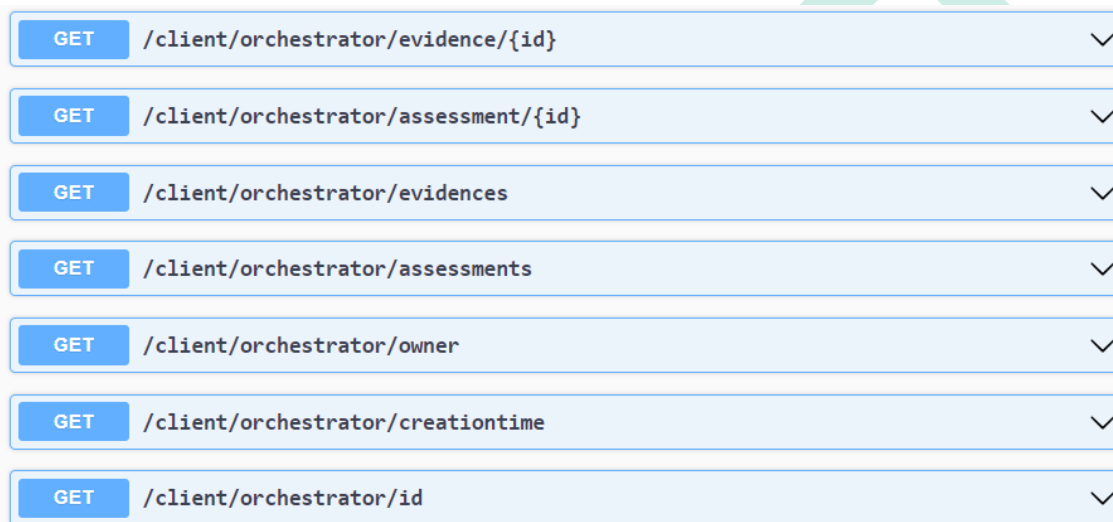 GET /client/orchestrator/evidence/{id}
GET /client/orchestrator/assessment/{id}
GET /client/orchestrator/evidences
GET /client/orchestrator/assessments
GET /client/orchestrator/owner
GET /client/orchestrator/creationtime
GET /client/orchestrator/id